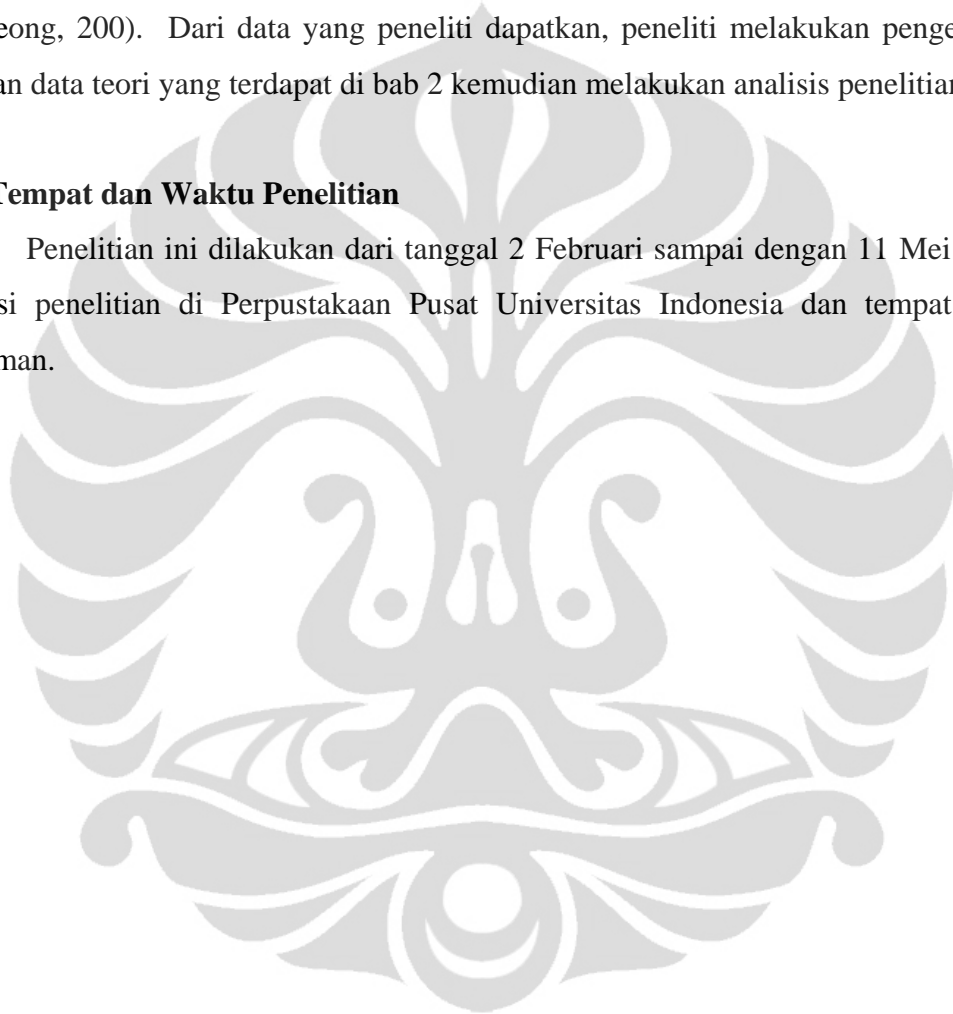 eong, 200). Dari data yang peneliti dapatkan, peneliti melakukan penge
an data teori yang terdapat di bab 2 kemudian melakukan analisis penelitian
Tempat dan Waktu Penelitian
Penelitian ini dilakukan dari tanggal 2 Februari sampai dengan 11 Mei
si penelitian di Perpustakaan Pusat Universitas Indonesia dan tempat
man.